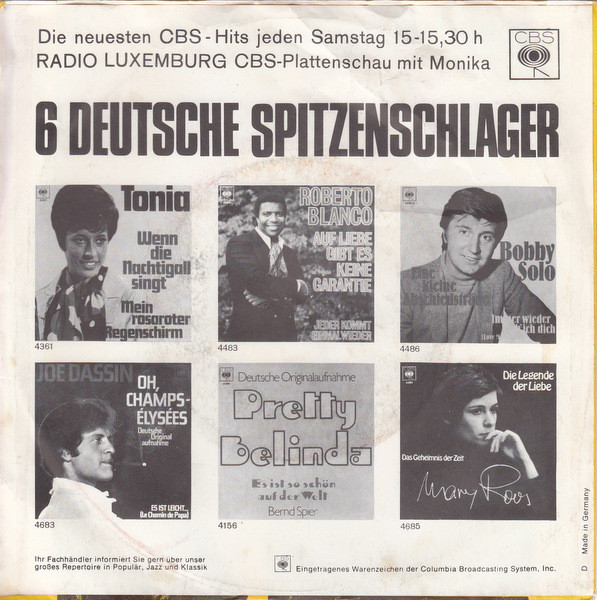 Die neuesten CBS-Hits jeden Samstag 15-15,30 h
RADIO LUXEMBURG CBS-Plattenschau mit Monika
CBS
6 DEUTSCHE SPITZENSCHLAGER
Tonia
Wenn
die
Nachtigall
singt
Mein
rosaroter
Regenschirm
4361
ROBERTO
BLANCO
AUF LIEBE
GIBT ES
KEINE
GARANTIE
JEDER KOMMT
EINMAL WIEDER
4483
Bobby
Solo
Eine
kleine
Abschiedsträne
Immer wieder
ich dich
4486
JOE DASSIN
OH,
CHAMPS-
ÉLYSÉES
Deutsche
Original
aufnahme
ES IST LEICHT...
(Le Chemin de Papa)
4683
Deutsche Originalaufnahme
Pretty
belinda
Es ist so schön
auf der Welt
Bernd Spier
4156
Die Legende
der Liebe
Das Geheimnis der Zeit
Mary Roos
4685
Ihr Fachhändler informiert Sie gern über unser
großes Repertoire in Populär, Jazz und Klassik
Eingetragenes Warenzeichen der Columbia Broadcasting System, Inc.
D Made in Germany